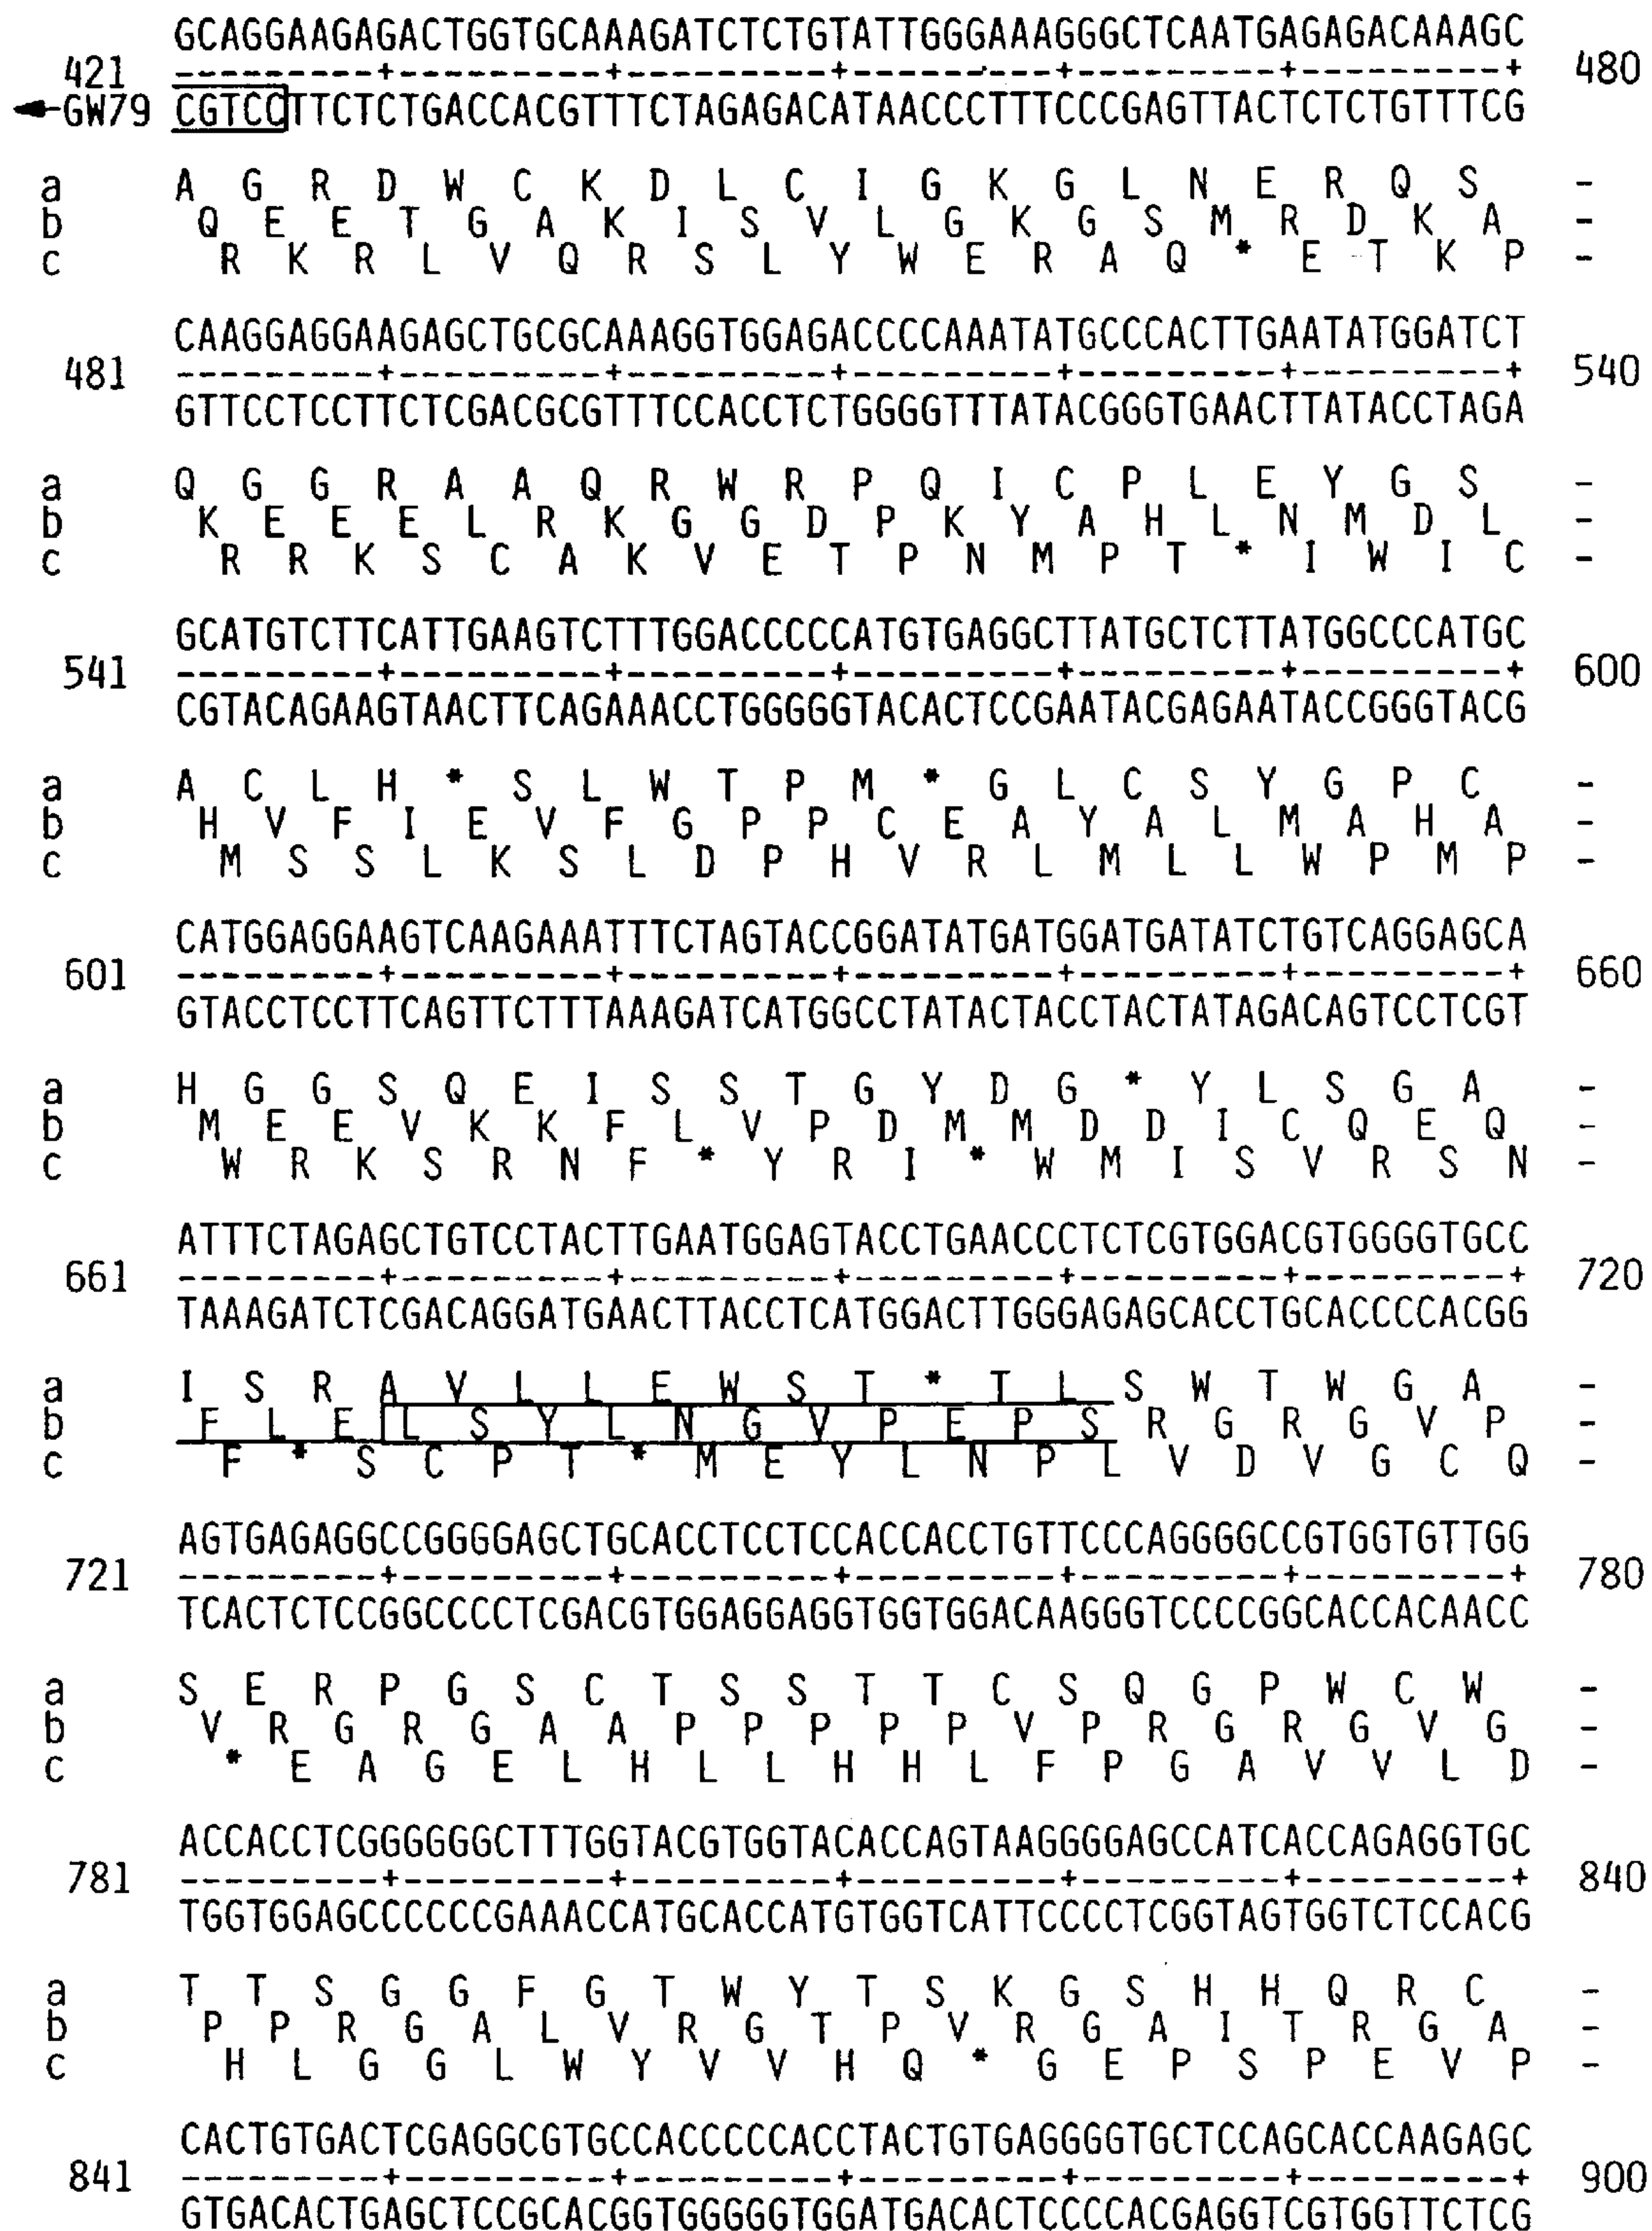 GCAGGAAGAGACTGGTGCAAAGATCTCTGTATTGGGAAAGGGCTCAATGAGAGACAAAGC
421 ---------+---------+---------+---------+---------+---------+ 480
GW79 CGTCCTTCTCTGACCACGTTTCTAGAGACATAACCCTTTCCCGAGTTACTCTCTGTTTCG
a A G R D W C K D L C I G K G L N E R Q S -
b Q E E T G A K I S V L G K G S M R D K A -
c R K R L V Q R S L Y W E R A Q * E T K P -
CAAGGAGGAAGAGCTGCGCAAAGGTGGAGACCCCAAATATGCCCACTTGAATATGGATCT
481 ---------+---------+---------+---------+---------+---------+ 540
GTTCCTCCTTCTCGACGCGTTTCCACCTCTGGGGTTTATACGGGTGAACTTATACCTAGA
a Q G G R A A Q R W R P Q I C P L E Y G S -
b K E E E L R K G G D P K Y A H L N M D L -
c R R K S C A K V E T P N M P T * I W I C -
GCATGTCTTCATTGAAGTCTTTGGACCCCCATGTGAGGCTTATGCTCTTATGGCCCATGC
541 ---------+---------+---------+---------+---------+---------+ 600
CGTACAGAAGTAACTTCAGAAACCTGGGGGTACACTCCGAATACGAGAATACCGGGTACG
a A C L H * S L W T P M * G L C S Y G P C -
b H V F I E V F G P P C E A Y A L M A H A -
c M S S L K S L D P H V R L M L L W P M P -
CATGGAGGAAGTCAAGAAATTTCTAGTACCGGATATGATGGATGATATCTGTCAGGAGCA
601 ---------+---------+---------+---------+---------+---------+ 660
GTACCTCCTTCAGTTCTTTAAAGATCATGGCCTATACTACCTACTATAGACAGTCCTCGT
a H G G S Q E I S S T G Y D G * Y L S G A -
b M E E V K K F L V P D M M D D I C Q E Q -
c W R K S R N F * Y R I * W M I S V R S N -
ATTTCTAGAGCTGTCCTACTTGAATGGAGTACCTGAACCCTCTCGTGGACGTGGGGTGCC
661 ---------+---------+---------+---------+---------+---------+ 720
TAAAGATCTCGACAGGATGAACTTACCTCATGGACTTGGGAGAGCACCTGCACCCCACGG
a I S R A V L L E W S T * T L S W T W G A -
b F L E L S Y L N G V P E P S R G R G V P -
c F * S C P T * M E Y L N P L V D V G C Q -
AGTGAGAGGCCGGGGAGCTGCACCTCCTCCACCACCTGTTCCCAGGGGCCGTGGTGTTGG
721 ---------+---------+---------+---------+---------+---------+ 780
TCACTCTCCGGCCCCTCGACGTGGAGGAGGTGGTGGACAAGGGTCCCCGGCACCACAACC
a S E R P G S C T S S T T C S Q G P W C W -
b V R G R G A A P P P P P V P R G R G V G -
c * E A G E L H L L H H L F P G A V V L D -
ACCACCTCGGGGGGCTTTGGTACGTGGTACACCAGTAAGGGGAGCCATCACCAGAGGTGC
781 ---------+---------+---------+---------+---------+---------+ 840
TGGTGGAGCCCCCCGAAACCATGCACCATGTGGTCATTCCCCTCGGTAGTGGTCTCCACG
a T T S G G F G T W Y T S K G S H H Q R C -
b P P R G A L V R G T P V R G A I T R G A -
c H L G G L W Y V V H Q * G E P S P E V P -
CACTGTGACTCGAGGCGTGCCACCCCCACCTACTGTGAGGGGTGCTCCAGCACCAAGAGC
841 ---------+---------+---------+---------+---------+---------+ 900
GTGACACTGAGCTCCGCACGGTGGGGGTGGATGACACTCCCCACGAGGTCGTGGTTCTCG